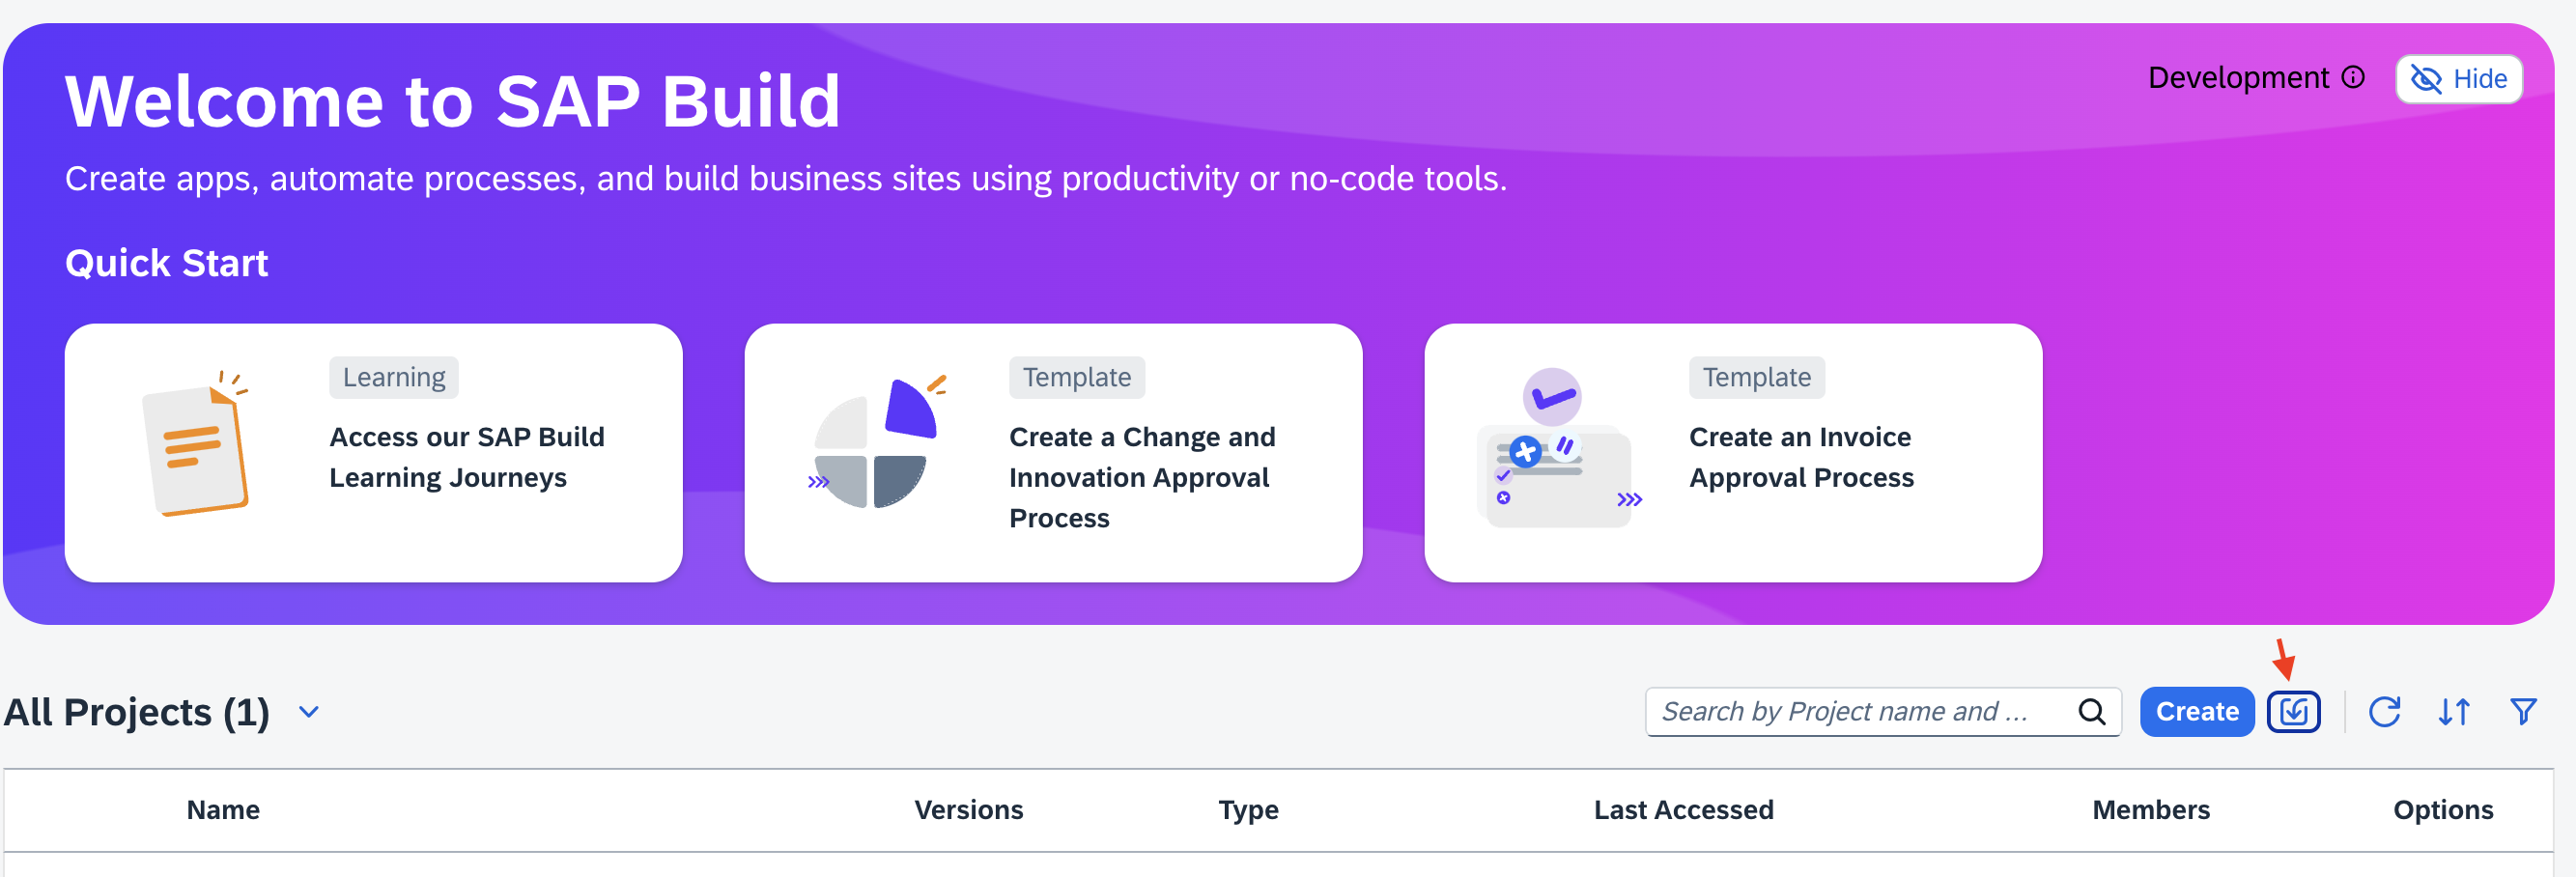 Welcome to SAP Build
Development
Hide
Create apps, automate processes, and build business sites using productivity or no-code tools.
Quick Start
Learning
Access our SAP Build
Learning Journeys
Template
Create a Change and
Innovation Approval
Process
Template
Create an Invoice
Approval Process
All Projects (1)
Search by Project name and ...
Create
Name
Versions
Type
Last Accessed
Members
Options